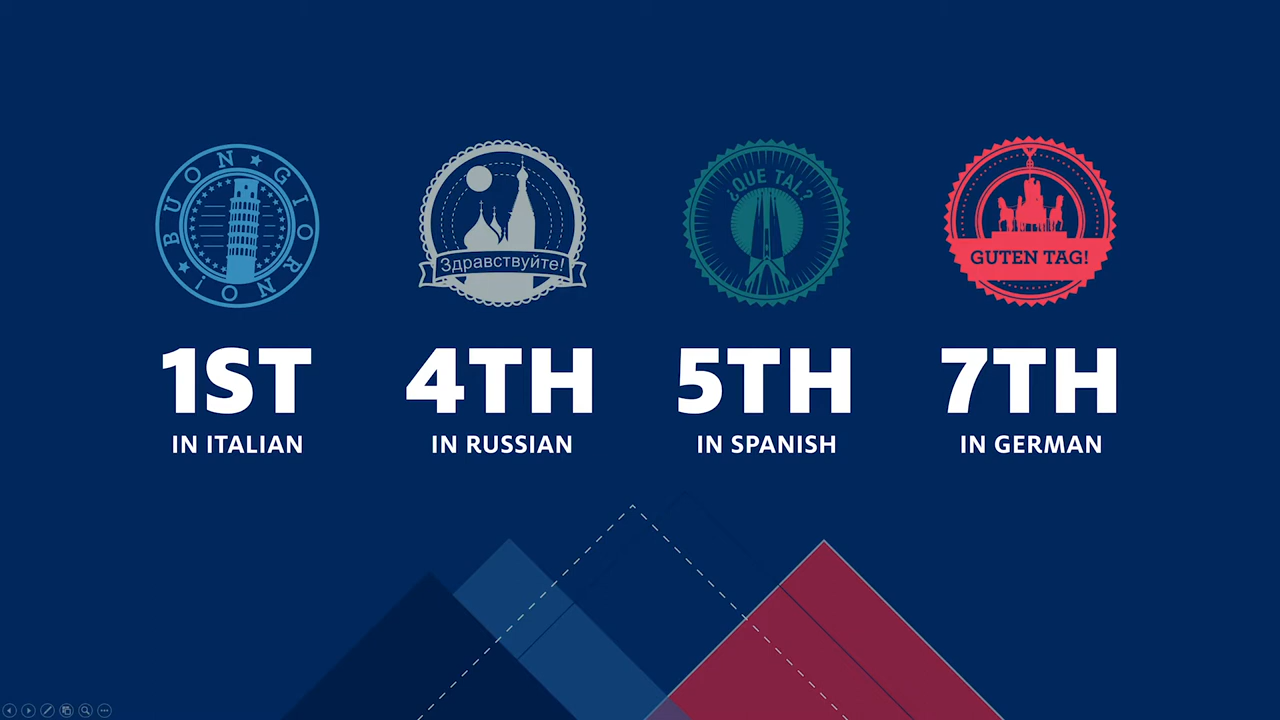 BUON GIORNO!
Здравствуйте!
¿QUE TAL?
GUTEN TAG!
1ST
IN ITALIAN
4TH
IN RUSSIAN
5TH
IN SPANISH
7TH
IN GERMAN